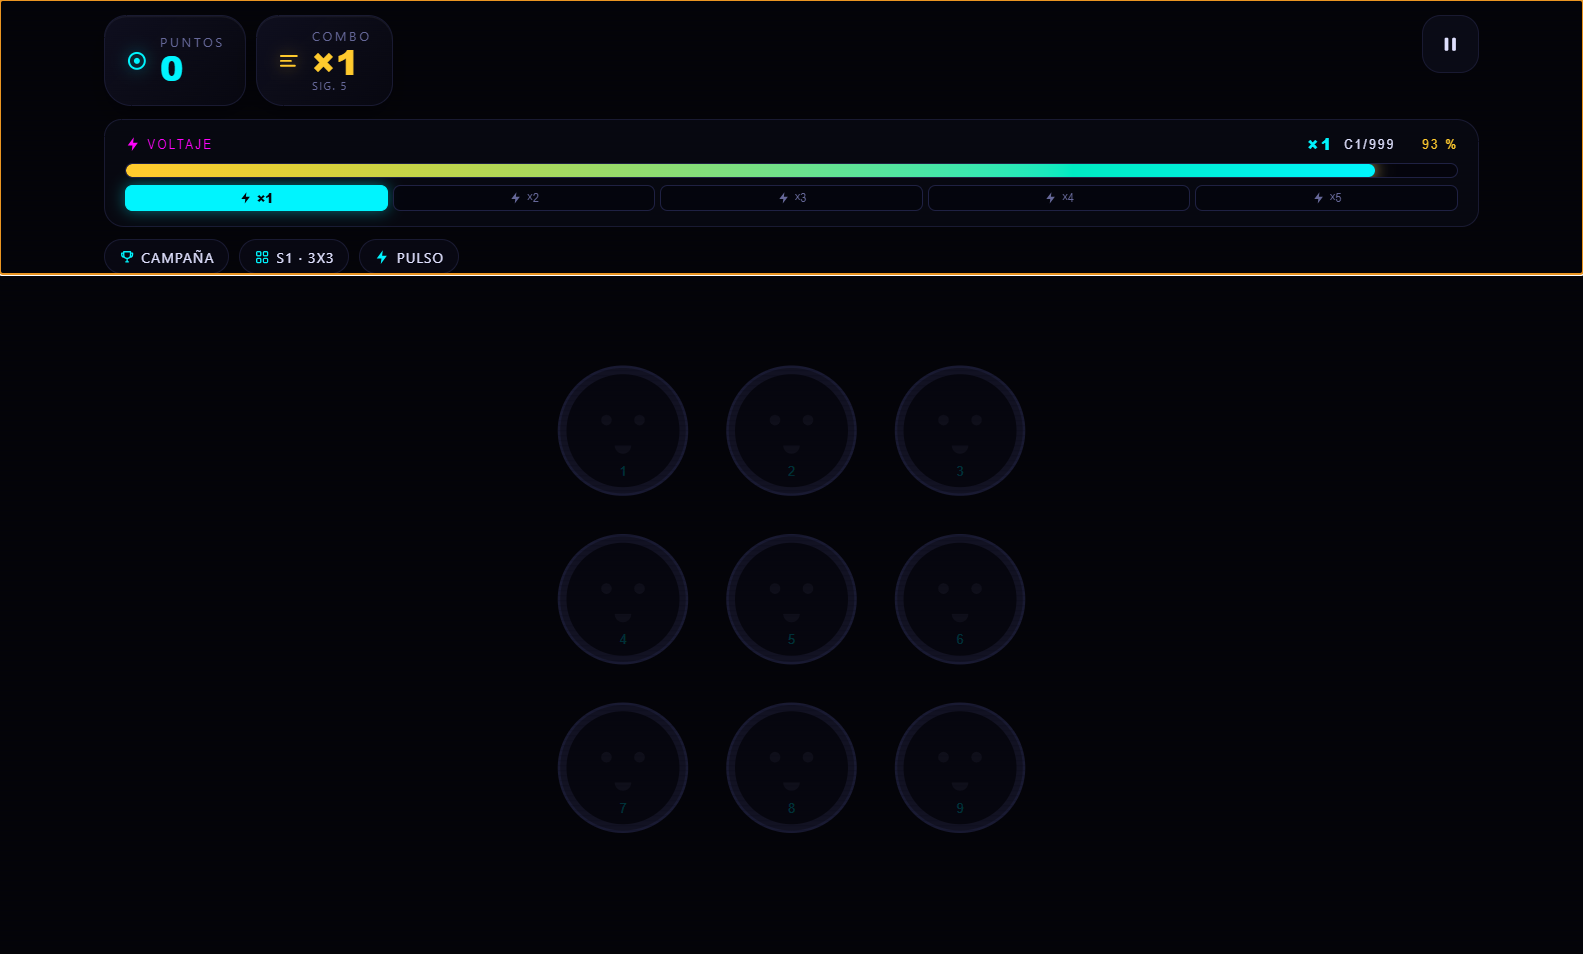 PUNTOS
0
COMBO
×1
SIG. 5
VOLTAJE
×1 C1/999 93 %
×1 ×2 ×3 ×4 ×5
CAMPAÑA S1 · 3X3 PULSO
1 2 3
4 5 6
7 8 9